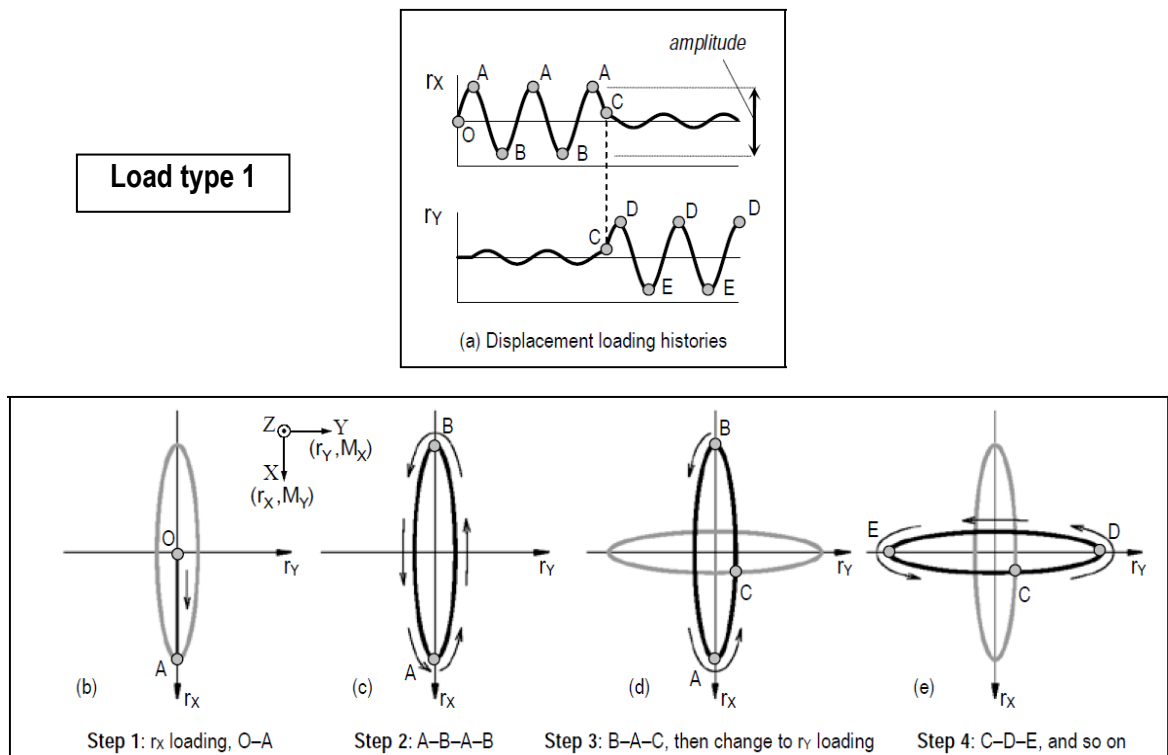 amplitude
rX
A
A
A
C
O
B
B
Load type 1
rY
D
D
D
C
E
E
(a) Displacement loading histories
Z
Y
(rY,MX)
X
(rX,MY)
O
rY
A
(b)
rX
B
rY
A
(c)
rX
B
rY
C
A
(d)
rX
E
D
rY
C
(e)
rX
Step 1: rX loading, O–A
Step 2: A–B–A–B
Step 3: B–A–C, then change to rY loading
Step 4: C–D–E, and so on